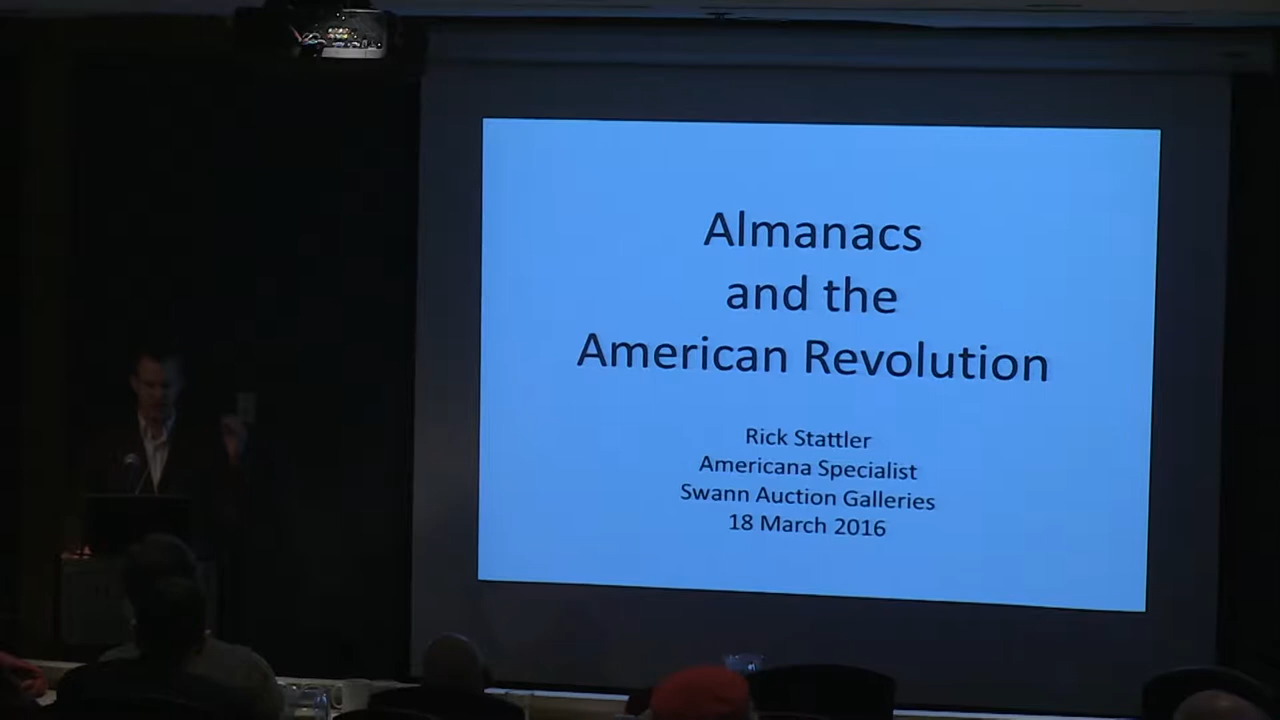 Almanacs
and the
American Revolution
Rick Stattler
Americana Specialist
Swann Auction Galleries
18 March 2016